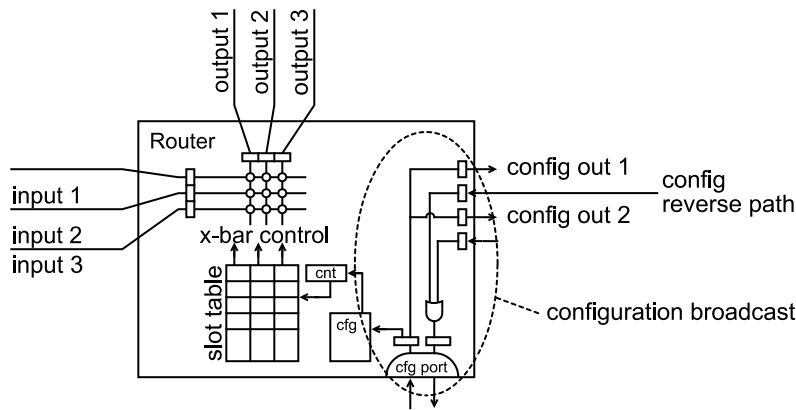 output 1
output 2
output 3
Router
config out 1
config
reverse path
input 1
config out 2
input 2
x-bar control
input 3
slot table
cnt
cfg
configuration broadcast
cfg port